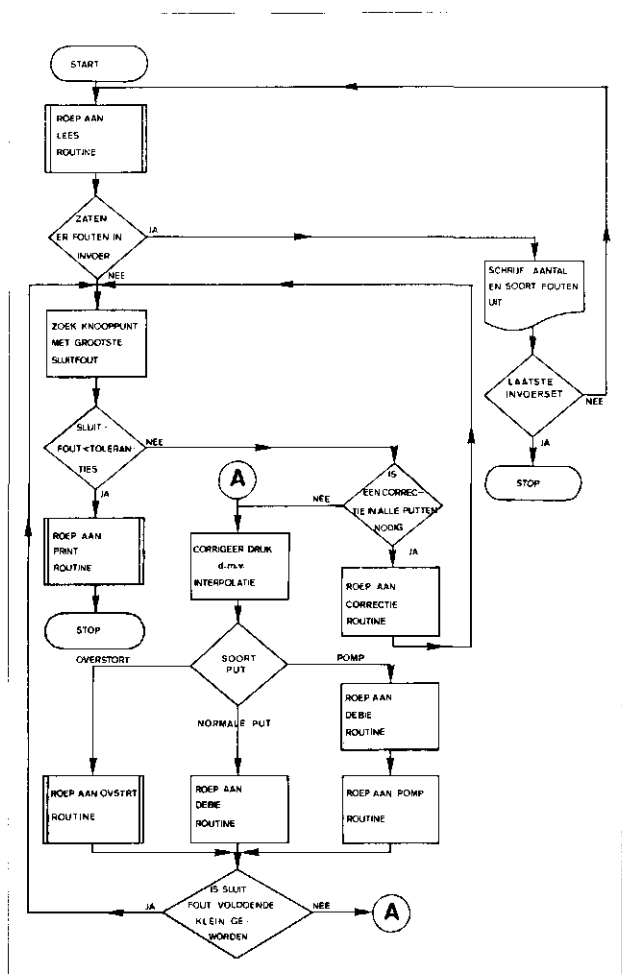 START
ROEP AAN
LEES
ROUTINE
ZATEN
ER FOUTEN IN
INVOER
JA
NEE
SCHRIJF AANTAL
EN SOORT FOUTEN
UIT
LAATSTE
INVOERSET
NEE
JA
STOP
ZOEK KNOOPPUNT
MET GROOTSTE
SLUITFOUT
SLUIT-
FOUT<TOLERAN-
TIES
NEE
JA
ROEP AAN
PRINT
ROUTINE
STOP
IS
EEN CORREC-
TIE IN ALLE PUTTEN
NODIG
NEE
JA
A
CORRIGEER DRUK
d.m.v.
INTERPOLATIE
ROEP AAN
CORRECTIE
ROUTINE
SOORT
PUT
OVERSTORT
POMP
NORMALE PUT
ROEP AAN
DEBIE
ROUTINE
ROEP AAN OVSTRT
ROUTINE
ROEP AAN
DEBIE
ROUTINE
ROEP AAN POMP
ROUTINE
IS SLUIT
FOUT VOLDOENDE
KLEIN GE-
WORDEN
JA
NEE
A